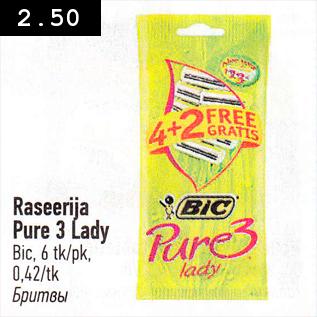 2.50
4+2 FREE
GRATIS
BiC
Pure3
lady
Raseerija
Pure 3 Lady
Bic, 6 tk/pk,
0,42/tk
Бритвы